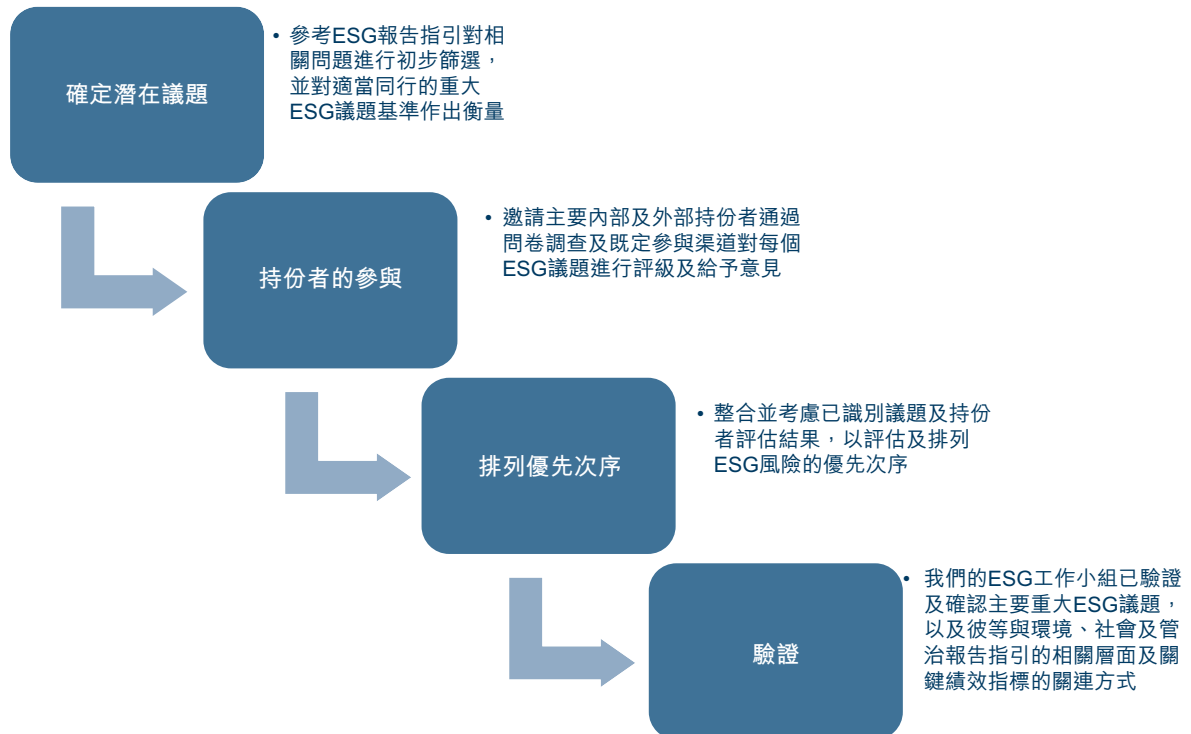 確定潛在議題
• 參考ESG報告指引對相
關問題進行初步篩選，
並對適當同行的重大
ESG議題基準作出衡量
持份者的參與
• 邀請主要內部及外部持份者通過
問卷調查及既定參與渠道對每個
ESG議題進行評級及給予意見
排列優先次序
• 整合並考慮已識別議題及持份
者評估結果，以評估及排列
ESG風險的優先次序
驗證
• 我們的ESG工作小組已驗證
及確認主要重大ESG議題，
以及彼等與環境、社會及管
治報告指引的相關層面及關
鍵績效指標的關連方式